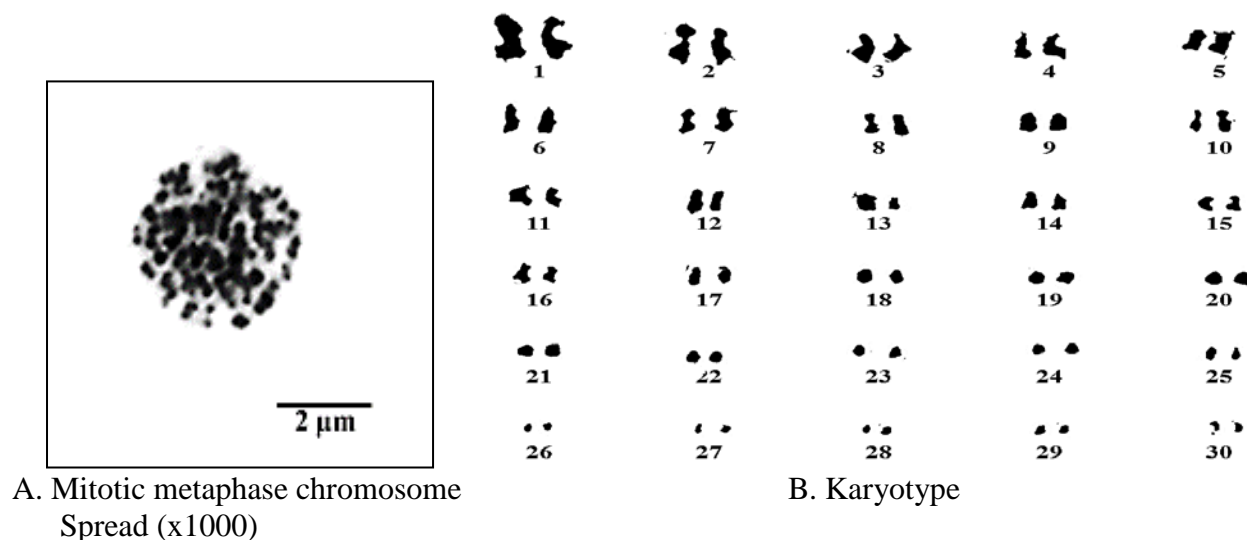 1 2 3 4 5
6 7 8 9 10
11 12 13 14 15
16 17 18 19 20
21 22 23 24 25
26 27 28 29 30
2 µm
A. Mitotic metaphase chromosome
Spread (x1000)
B. Karyotype